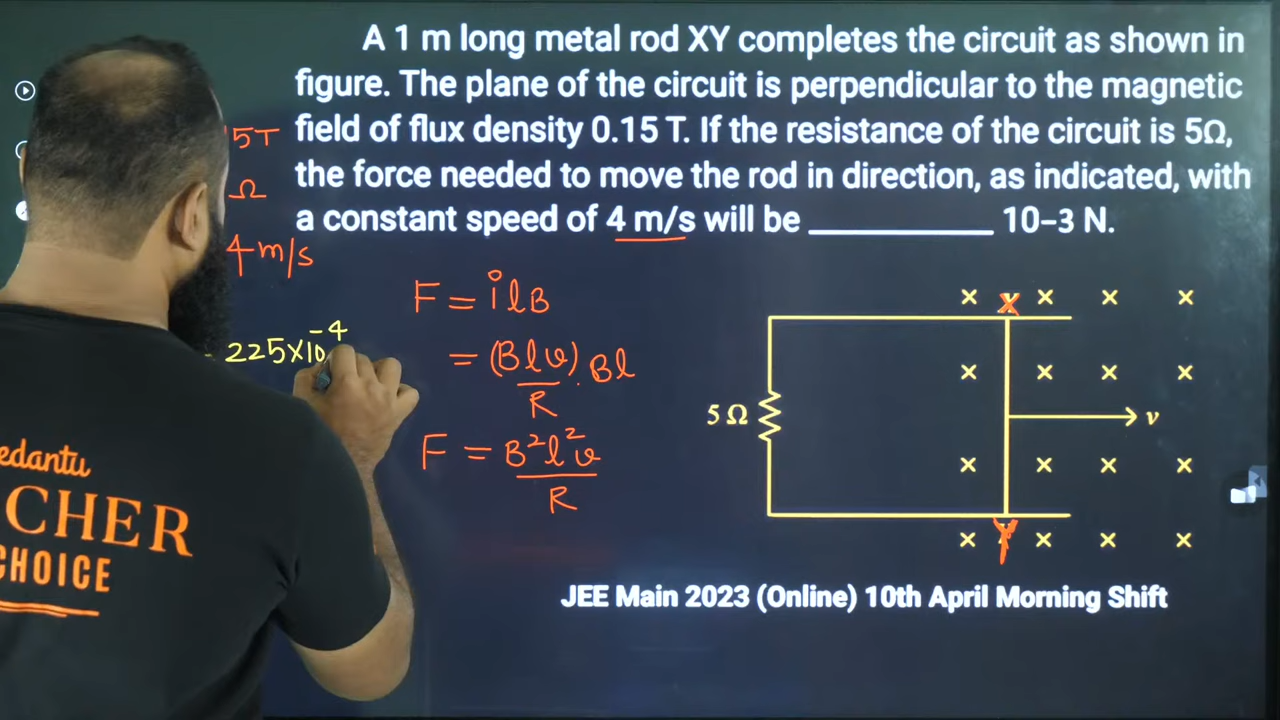 A 1 m long metal rod XY completes the circuit as shown in
figure. The plane of the circuit is perpendicular to the magnetic
field of flux density 0.15 T. If the resistance of the circuit is 5Ω,
the force needed to move the rod in direction, as indicated, with
a constant speed of 4 m/s will be __________ 10–3 N.
5T
Ω
4 m/s
225×10⁻⁴
F = ilB
= (Blv)/R . Bl
F = B²l²v/R
X
5 Ω
v
Y
JEE Main 2023 (Online) 10th April Morning Shift
edantu
CHER
CHOICE